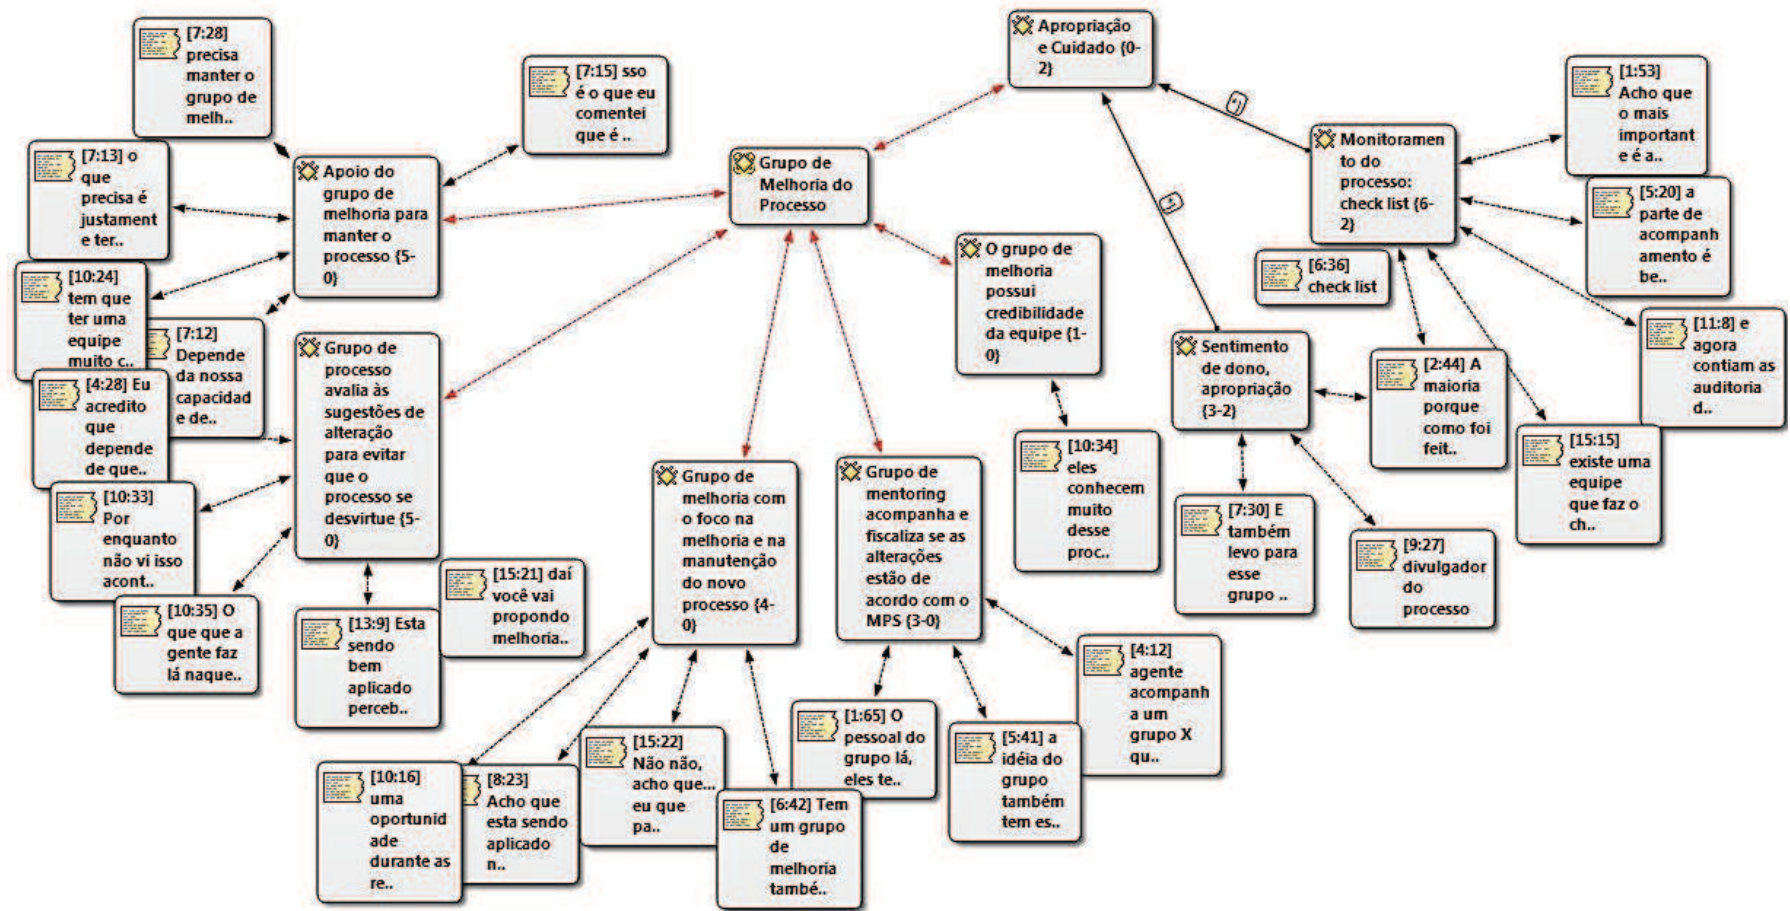 [7:28]
precisa
manter o
grupo de
melh..
[7:15] sso
é o que eu
comentei
que é ..
Apropriação
e Cuidado {0-
2}
[1:53]
Acho que
o mais
important
e é a..
[7:13] o
que
precisa é
justament
e ter..
Apoio do
grupo de
melhoria para
manter o
processo {5-
0}
Grupo de
Melhoria do
Processo
Monitoramen
to do
processo:
check list {6-
2}
[5:20] a
parte de
acompanh
amento é
be..
[6:36]
check list
[10:24]
tem que
ter uma
equipe
muito c..
[7:12]
Depende
da nossa
capacidad
e de..
O grupo de
melhoria
possui
credibilidade
da equipe {1-
0}
[11:8] e
agora
contiam as
auditoria
d..
[4:28] Eu
acredito
que
depende
de que..
Grupo de
processo
avalia às
sugestões de
alteração
para evitar
que o
processo se
desvirtue {5-
0}
Sentimento
de dono,
apropriação
{3-2}
[2:44] A
maioria
porque
como foi
feit..
[15:15]
existe uma
equipe
que faz o
ch..
[10:33]
Por
enquanto
não vi isso
acont..
Grupo de
melhoria com
o foco na
melhoria e na
manutenção
do novo
processo {4-
0}
Grupo de
mentoring
acompanha e
fiscaliza se as
alterações
estão de
acordo com o
MPS {3-0}
[10:34]
eles
conhecem
muito
desse
proc..
[7:30] E
também
levo para
esse
grupo ..
[9:27]
divulgador
do
processo
[10:35] O
que que a
gente faz
lá naque..
[13:9] Esta
sendo
bem
aplicado
perceb..
[15:21] daí
você vai
propondo
melhoria..
[4:12]
agente
acompanh
a um
grupo X
qu..
[10:16]
uma
oportunid
ade
durante as
re..
[8:23]
Acho que
esta sendo
aplicado
n..
[15:22]
Não não,
acho que...
eu que
pa..
[6:42] Tem
um grupo
de
melhoria
també..
[1:65] O
pessoal do
grupo lá,
eles te..
[5:41] a
idéia do
grupo
também
tem es..